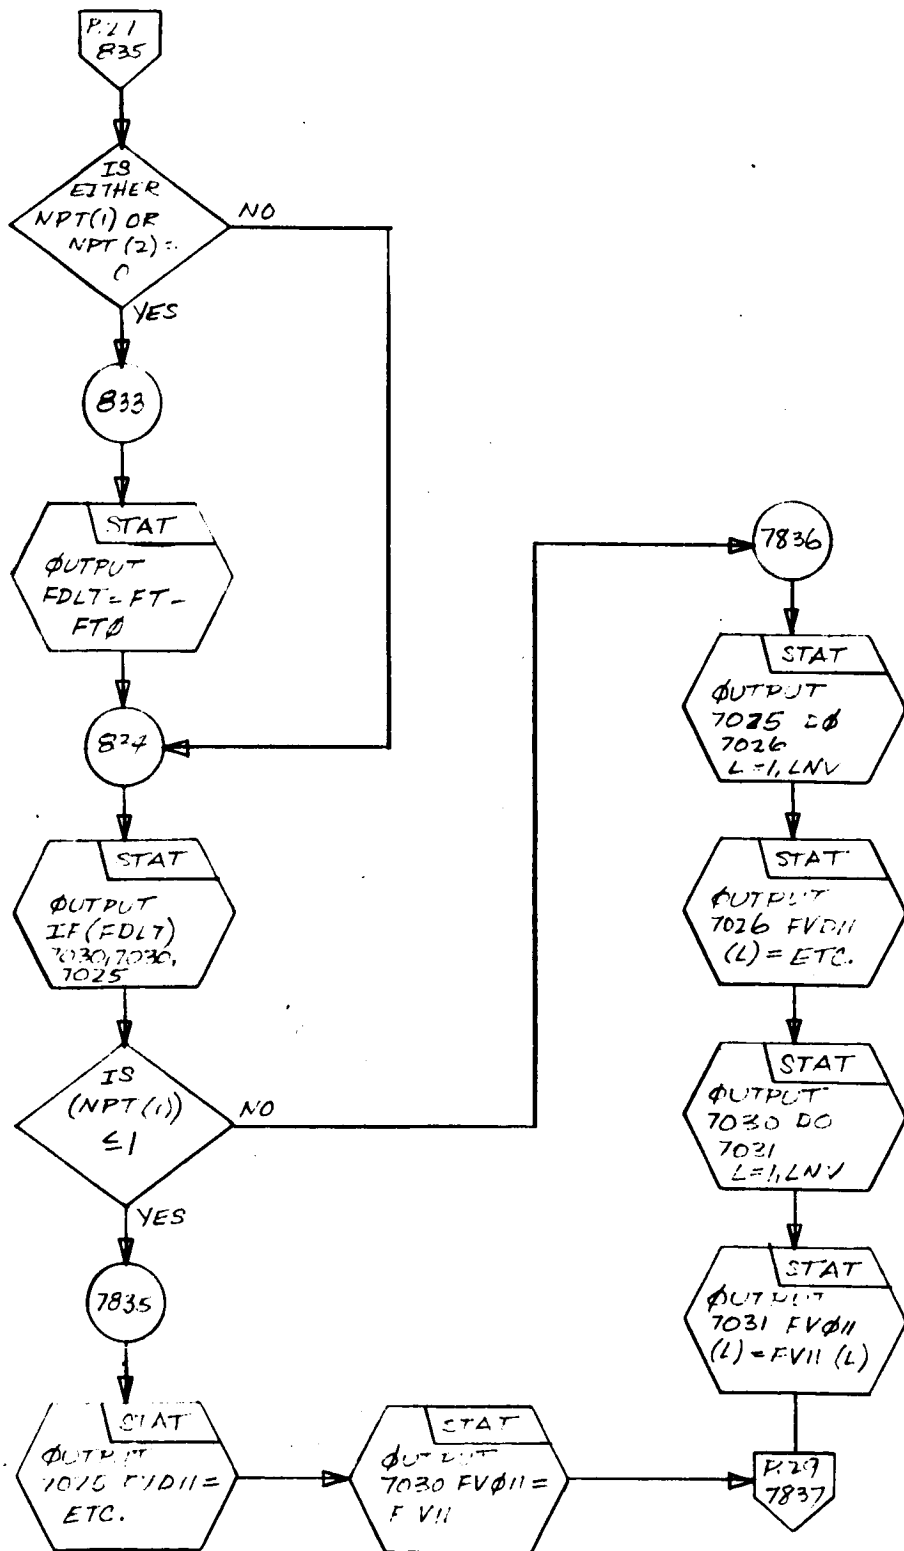 P.27
835
IS
EITHER
NPT(1) OR
NPT(2)=
0
NO
YES
833
STAT
ØUTPUT
FDLT=FT-
FTØ
824
STAT
ØUTPUT
IF(FDLT)
7030,7030,
7025
IS
(NPT(1))
≤1
NO
YES
7835
STAT
ØUTPUT
7025 FVD11=
ETC.
STAT
ØUTPUT
7030 FVØ11=
FV11
7836
STAT
ØUTPUT
7025 DØ
7026
L=1,LNV
STAT
ØUTPUT
7026 FVD11
(L)=ETC.
STAT
ØUTPUT
7030 DO
7031
L=1,LNV
STAT
ØUTPUT
7031 FVØ11
(L)=FV11(L)
P.29
7837